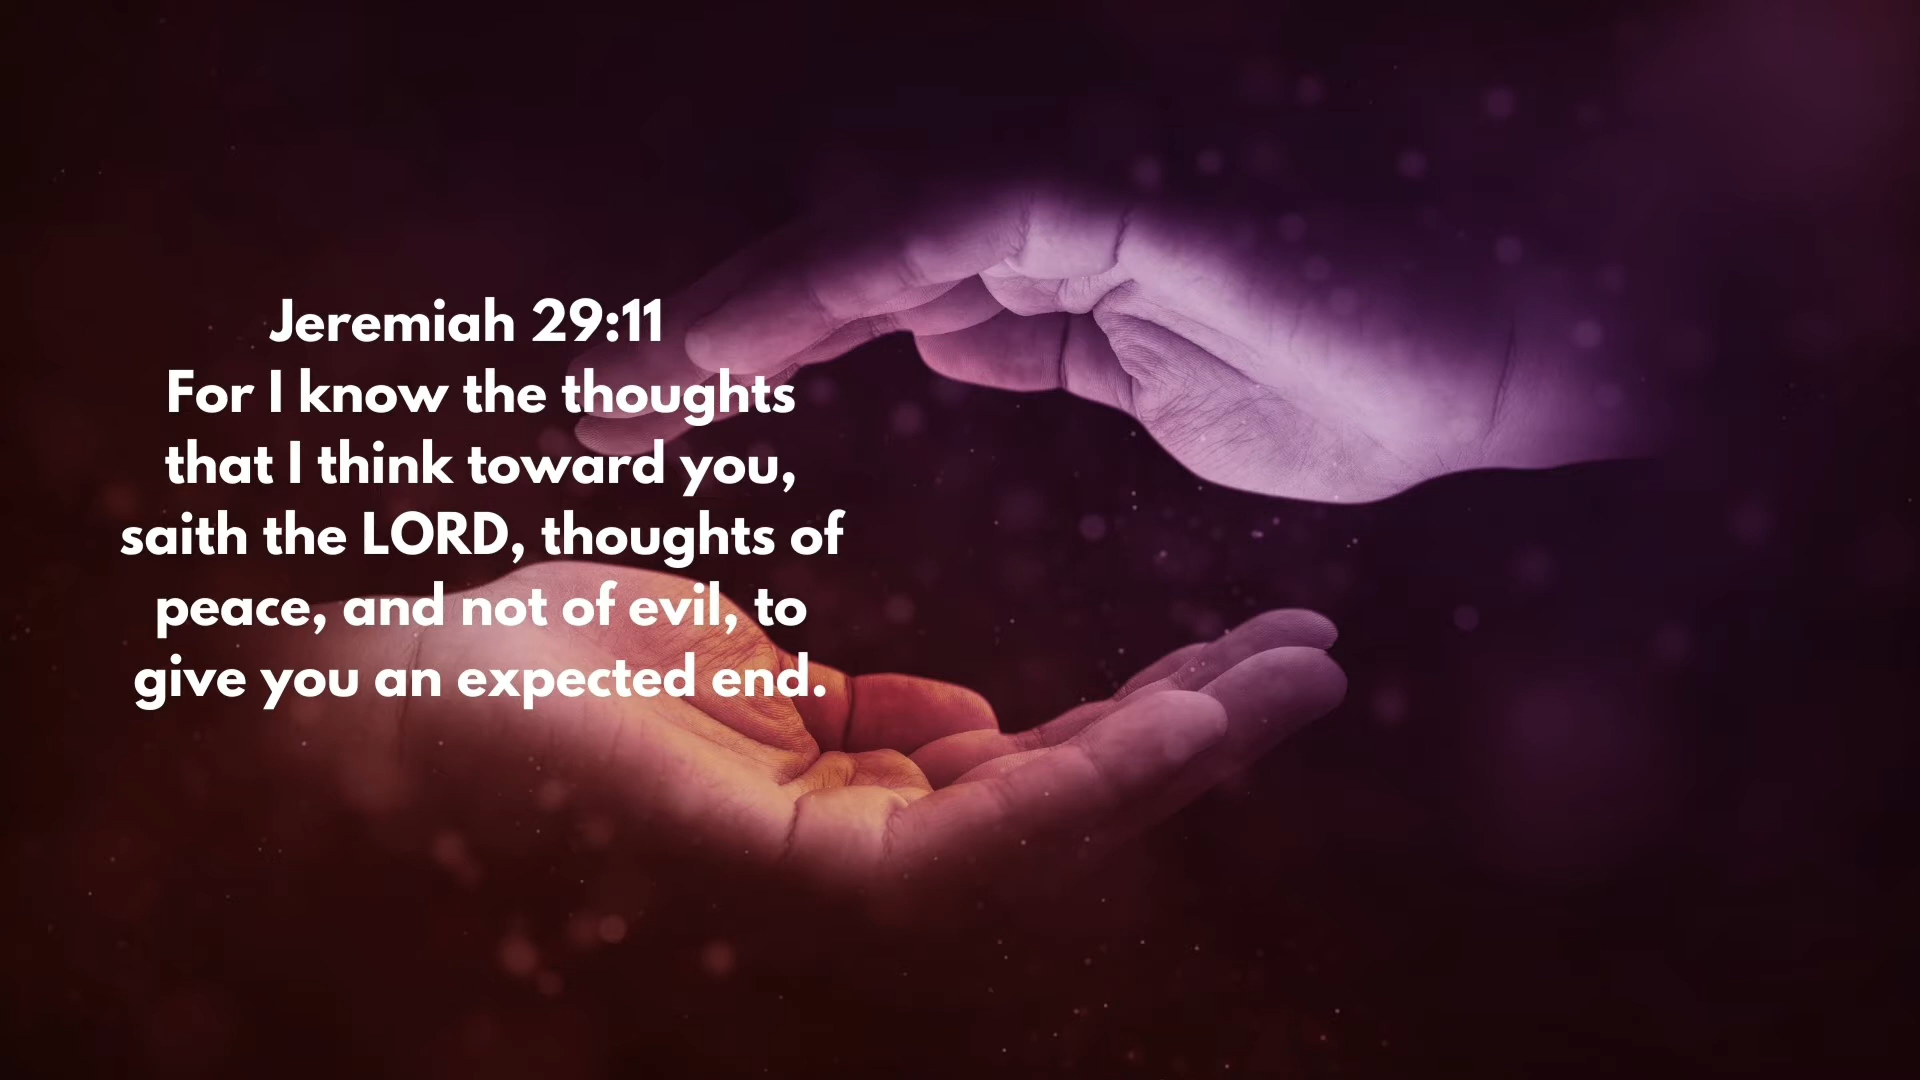 Jeremiah 29:11
For I know the thoughts
that I think toward you,
saith the LORD, thoughts of
peace, and not of evil, to
give you an expected end.